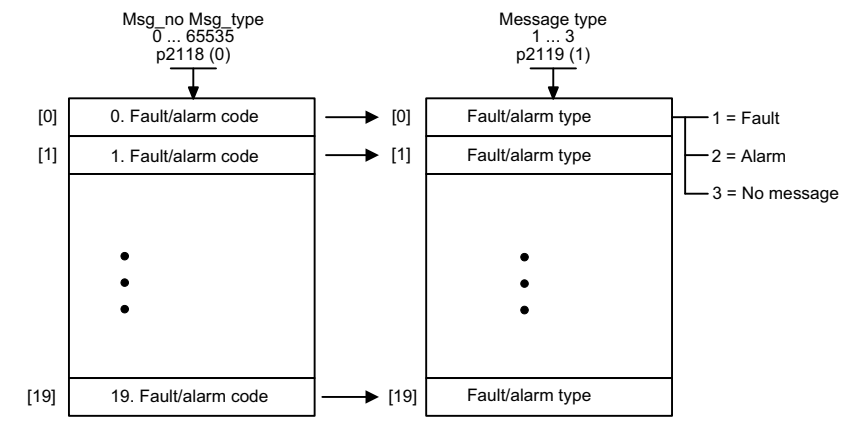 Msg_no Msg_type
0 ... 65535
p2118 (0)
Message type
1 ... 3
p2119 (1)
[0] 0. Fault/alarm code [0] Fault/alarm type 1 = Fault
[1] 1. Fault/alarm code [1] Fault/alarm type 2 = Alarm
3 = No message
[19] 19. Fault/alarm code [19] Fault/alarm type